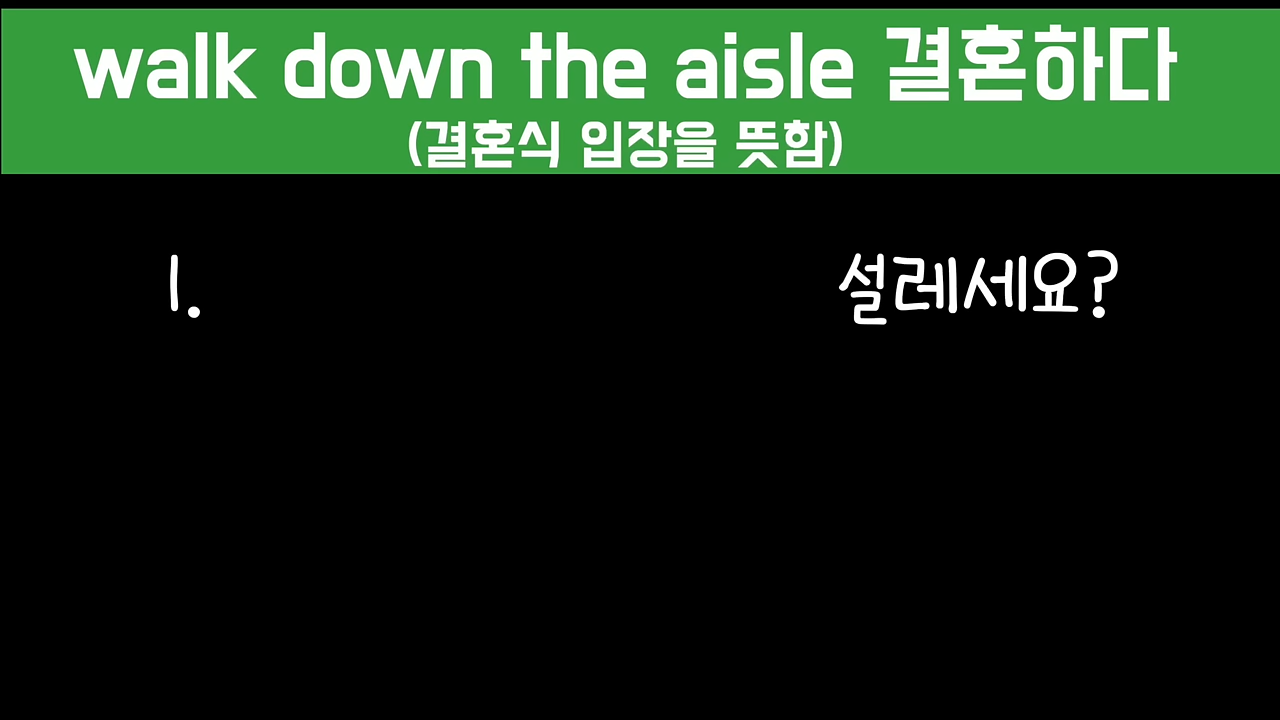 walk down the aisle 결혼하다
(결혼식 입장을 뜻함)
1. 설레세요?